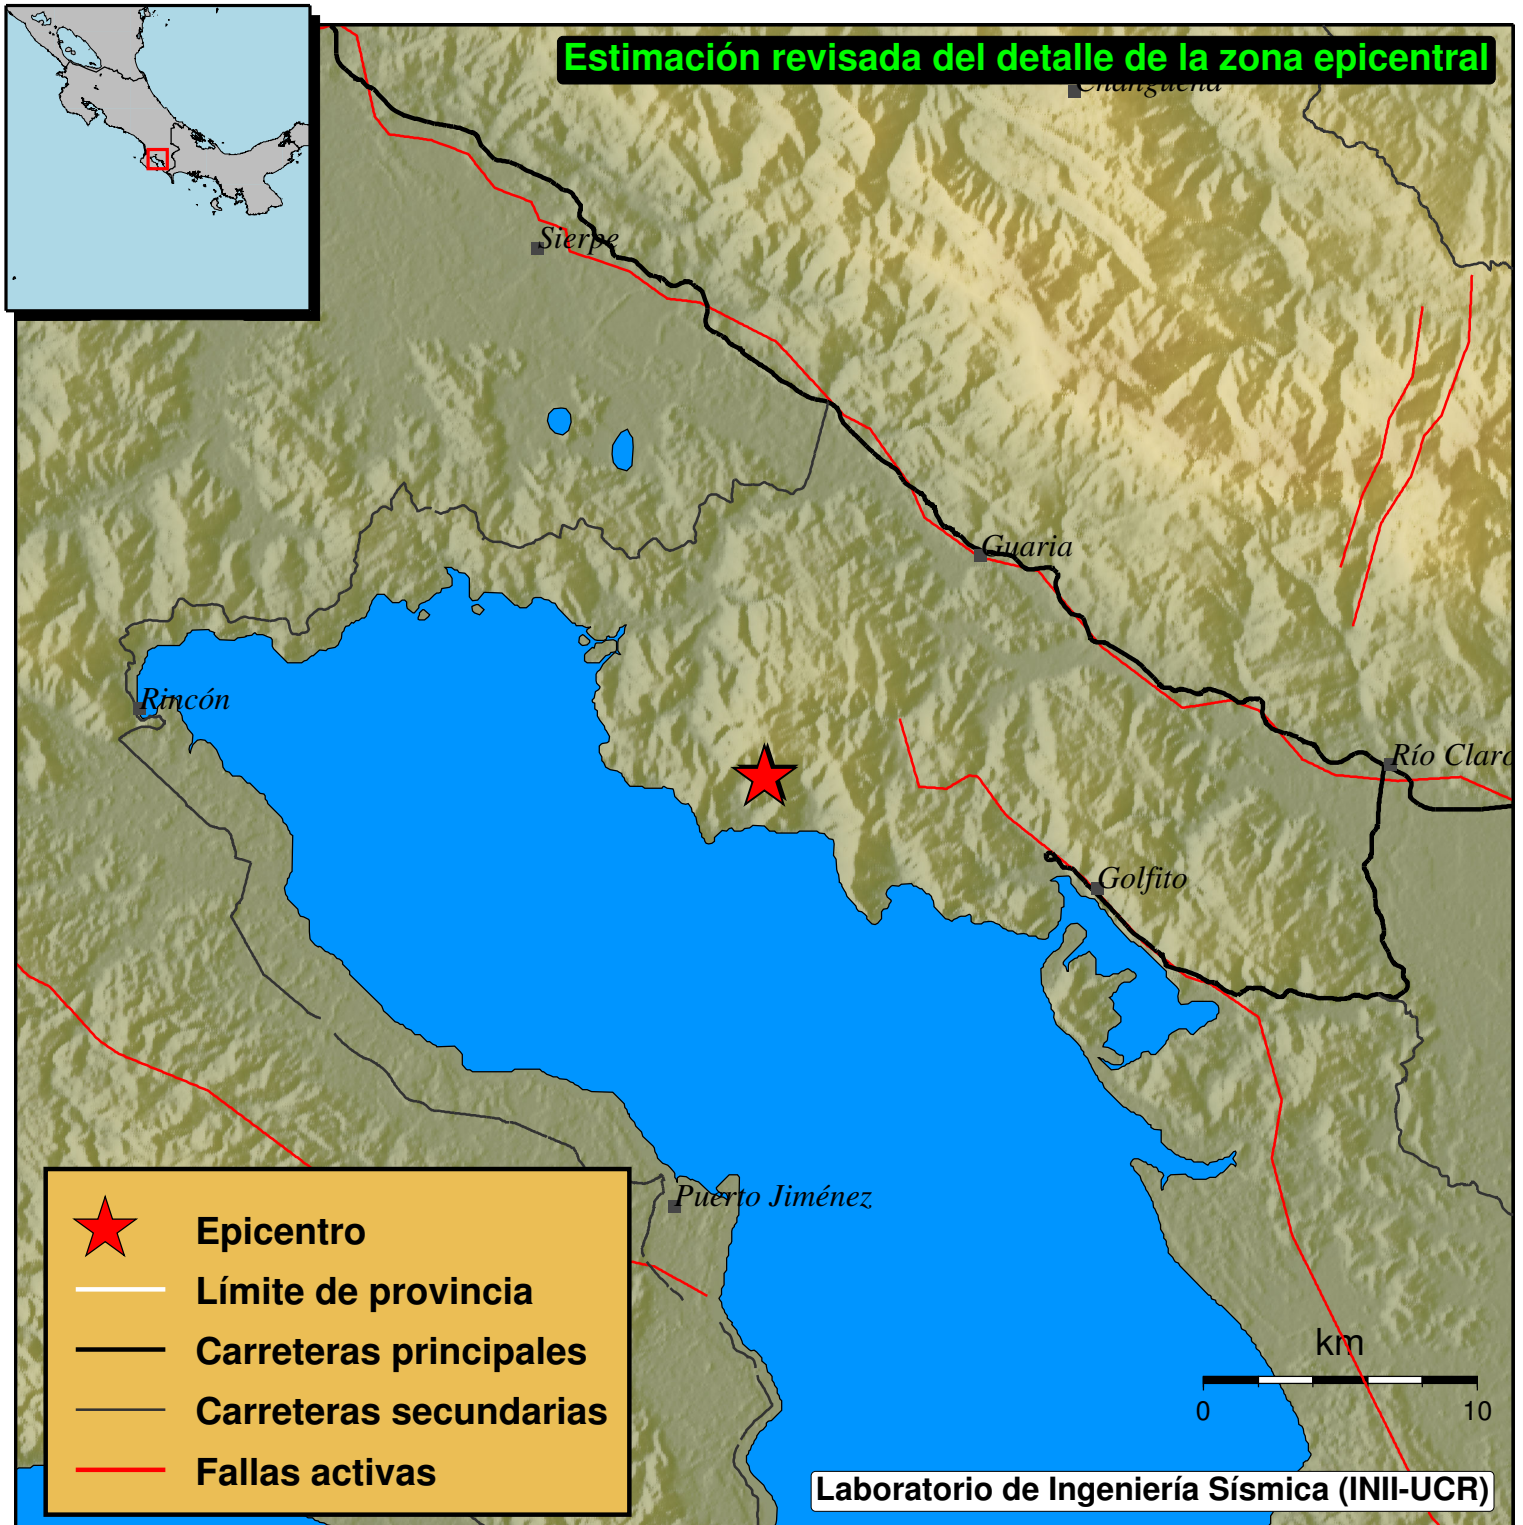 Estimación revisada del detalle de la zona epicentral
Changuena
Sierpe
Guaria
Rincón
Río Claro
Golfito
Puerto Jiménez
Epicentro
Límite de provincia
Carreteras principales
Carreteras secundarias
Fallas activas
km
0 10
Laboratorio de Ingeniería Sísmica (INII-UCR)